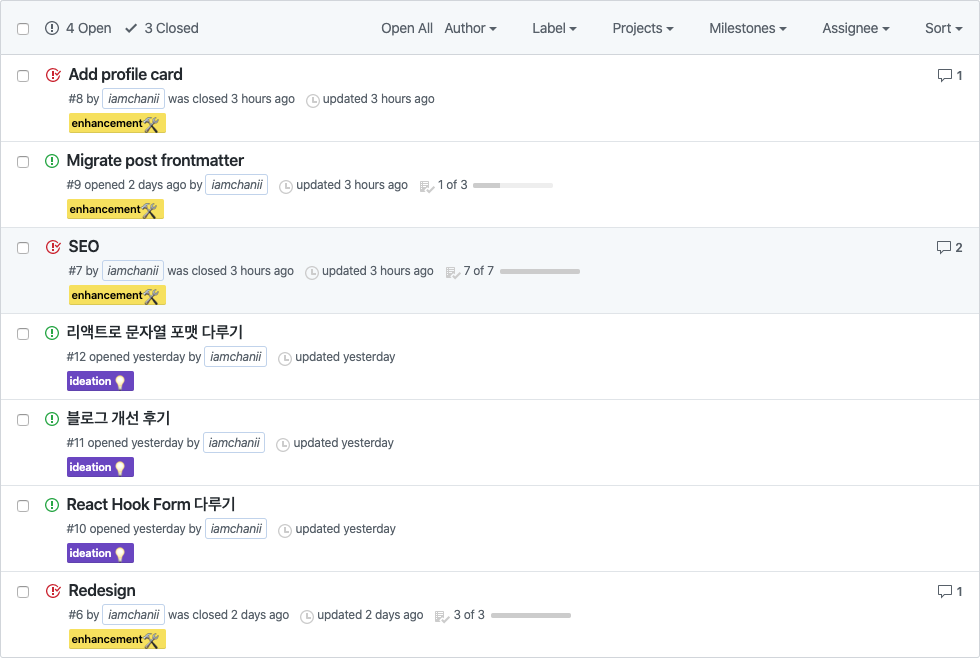 4 Open 3 Closed Open All Author Label Projects Milestones Assignee Sort
Add profile card 1
#8 by iamchanii was closed 3 hours ago updated 3 hours ago
enhancement
Migrate post frontmatter
#9 opened 2 days ago by iamchanii updated 3 hours ago 1 of 3
enhancement
SEO 2
#7 by iamchanii was closed 3 hours ago updated 3 hours ago 7 of 7
enhancement
리액트로 문자열 포맷 다루기
#12 opened yesterday by iamchanii updated yesterday
ideation
블로그 개선 후기
#11 opened yesterday by iamchanii updated yesterday
ideation
React Hook Form 다루기
#10 opened yesterday by iamchanii updated yesterday
ideation
Redesign 1
#6 by iamchanii was closed 2 days ago updated 2 days ago 3 of 3
enhancement